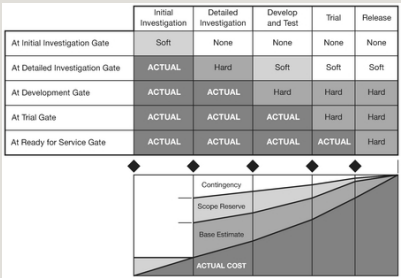 Initial Investigation Detailed Investigation Develop and Test Trial Release
At Initial Investigation Gate Soft None None None None
At Detailed Investigation Gate ACTUAL Hard Soft Soft Soft
At Development Gate ACTUAL ACTUAL Hard Hard Hard
At Trial Gate ACTUAL ACTUAL ACTUAL Hard Hard
At Ready for Service Gate ACTUAL ACTUAL ACTUAL ACTUAL Hard
Contingency
Scope Reserve
Base Estimate
ACTUAL COST